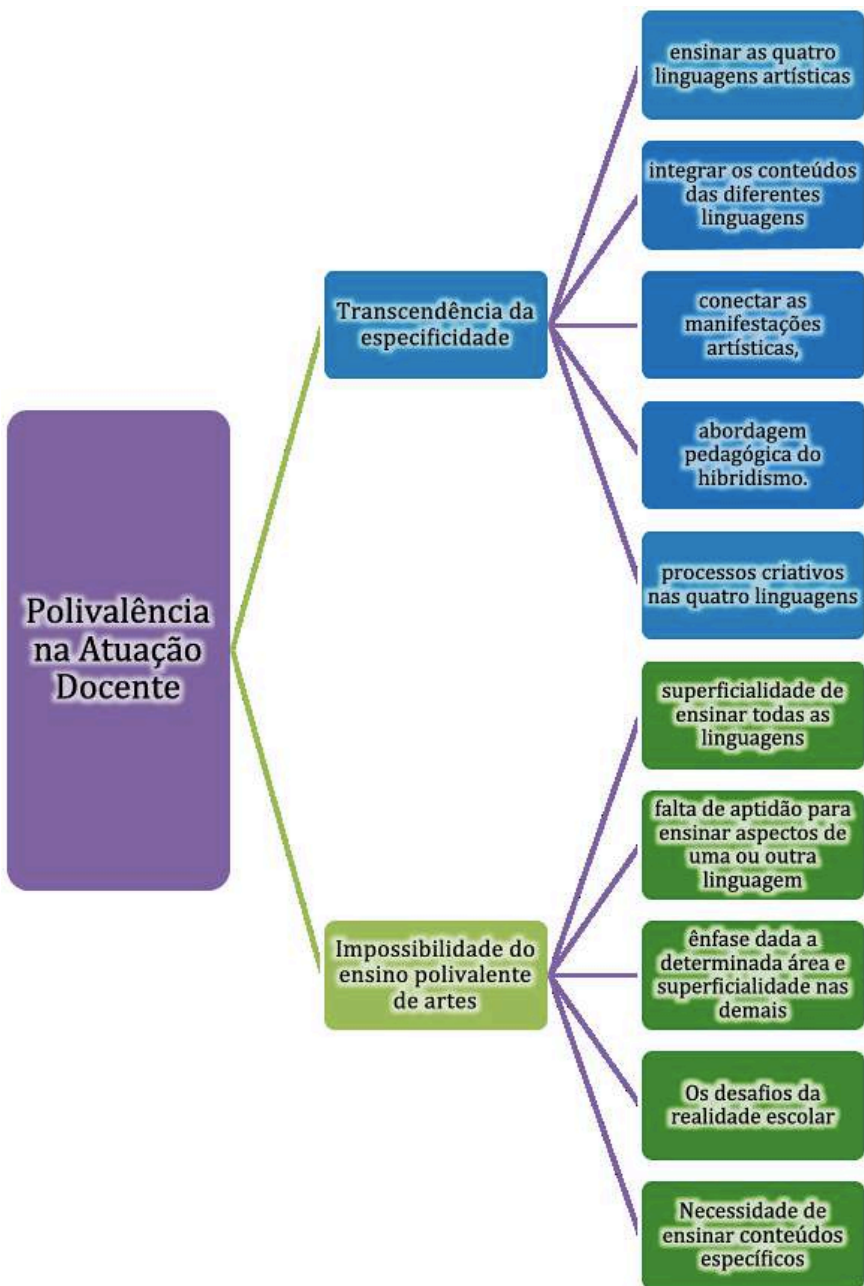 Polivalência
na Atuação
Docente
Transcendência da
especificidade
ensinar as quatro
linguagens artísticas
integrar os conteúdos
das diferentes
linguagens
conectar as
manifestações
artísticas,
abordagem
pedagógica do
hibridismo.
processos criativos
nas quatro linguagens
Impossibilidade do
ensino polivalente
de artes
superficialidade de
ensinar todas as
linguagens
falta de aptidão para
ensinar aspectos de
uma ou outra
linguagem
ênfase dada a
determinada área e
superficialidade nas
demais
Os desafios da
realidade escolar
Necessidade de
ensinar conteúdos
específicos